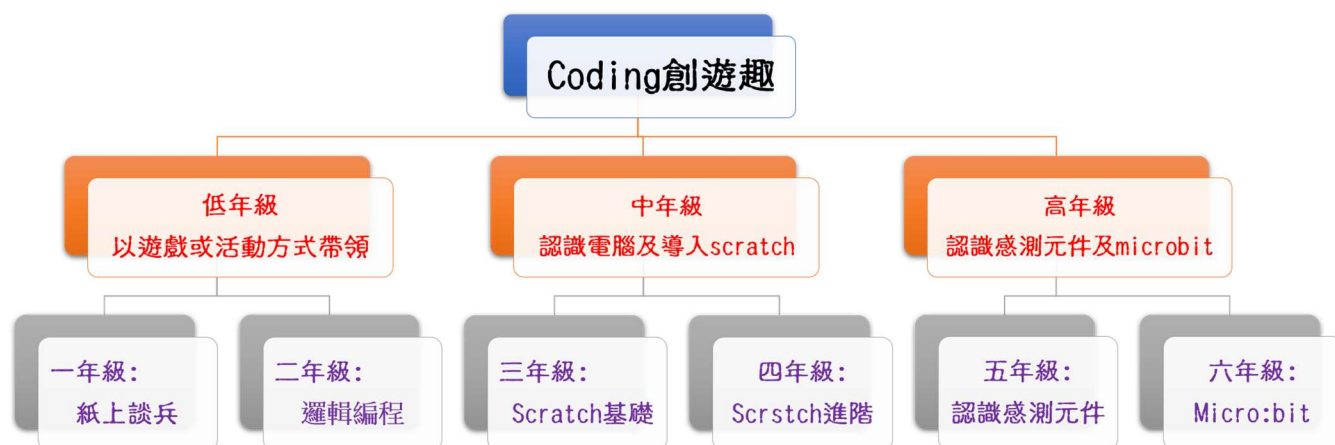 Coding創遊趣
低年級
以遊戲或活動方式帶領
中年級
認識電腦及導入scratch
高年級
認識感測元件及microbit
一年級:
紙上談兵
二年級:
邏輯編程
三年級:
Scratch基礎
四年級:
Scrstch進階
五年級:
認識感測元件
六年級:
Micro:bit